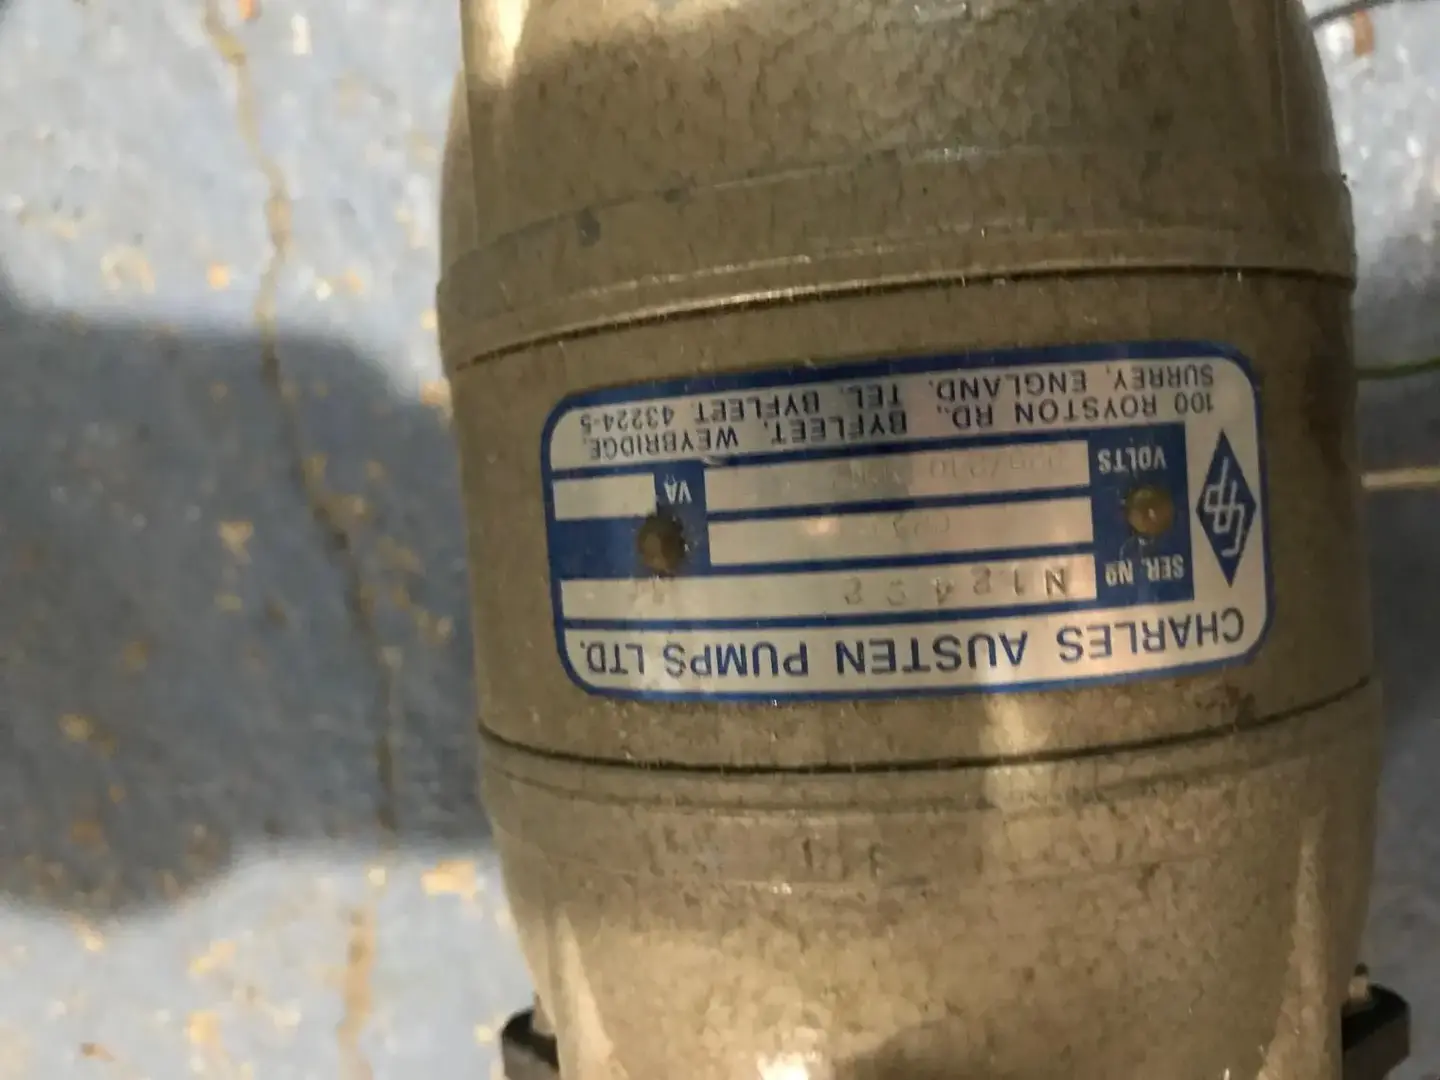 CHARLES AUSTEN PUMPS LTD.
SER. Nº N12422
VOLTS VA
100 ROYSTON RD., BYFLEET, WEYBRIDGE,
SURREY, ENGLAND. TEL. BYFLEET. 43224-5